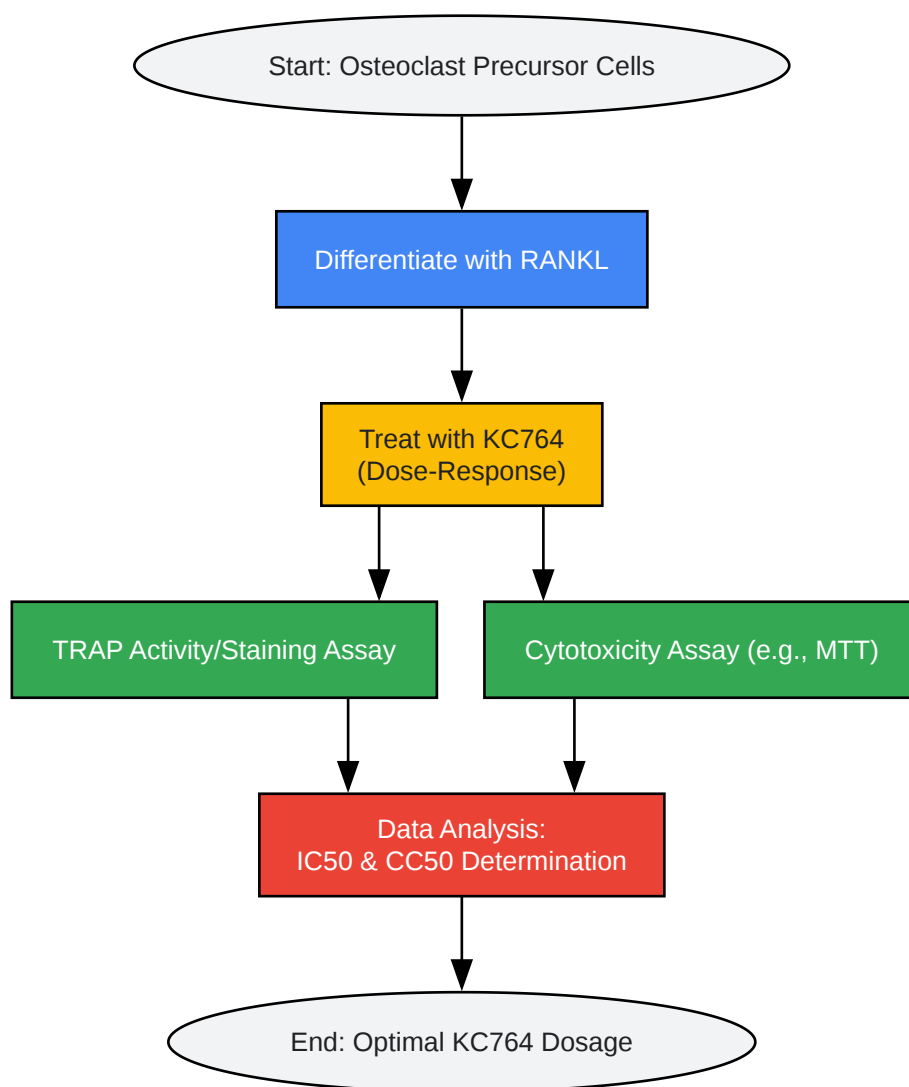 Start: Osteoclast Precursor Cells
Differentiate with RANKL
Treat with KC764
(Dose-Response)
TRAP Activity/Staining Assay
Cytotoxicity Assay (e.g., MTT)
Data Analysis:
IC50 & CC50 Determination
End: Optimal KC764 Dosage